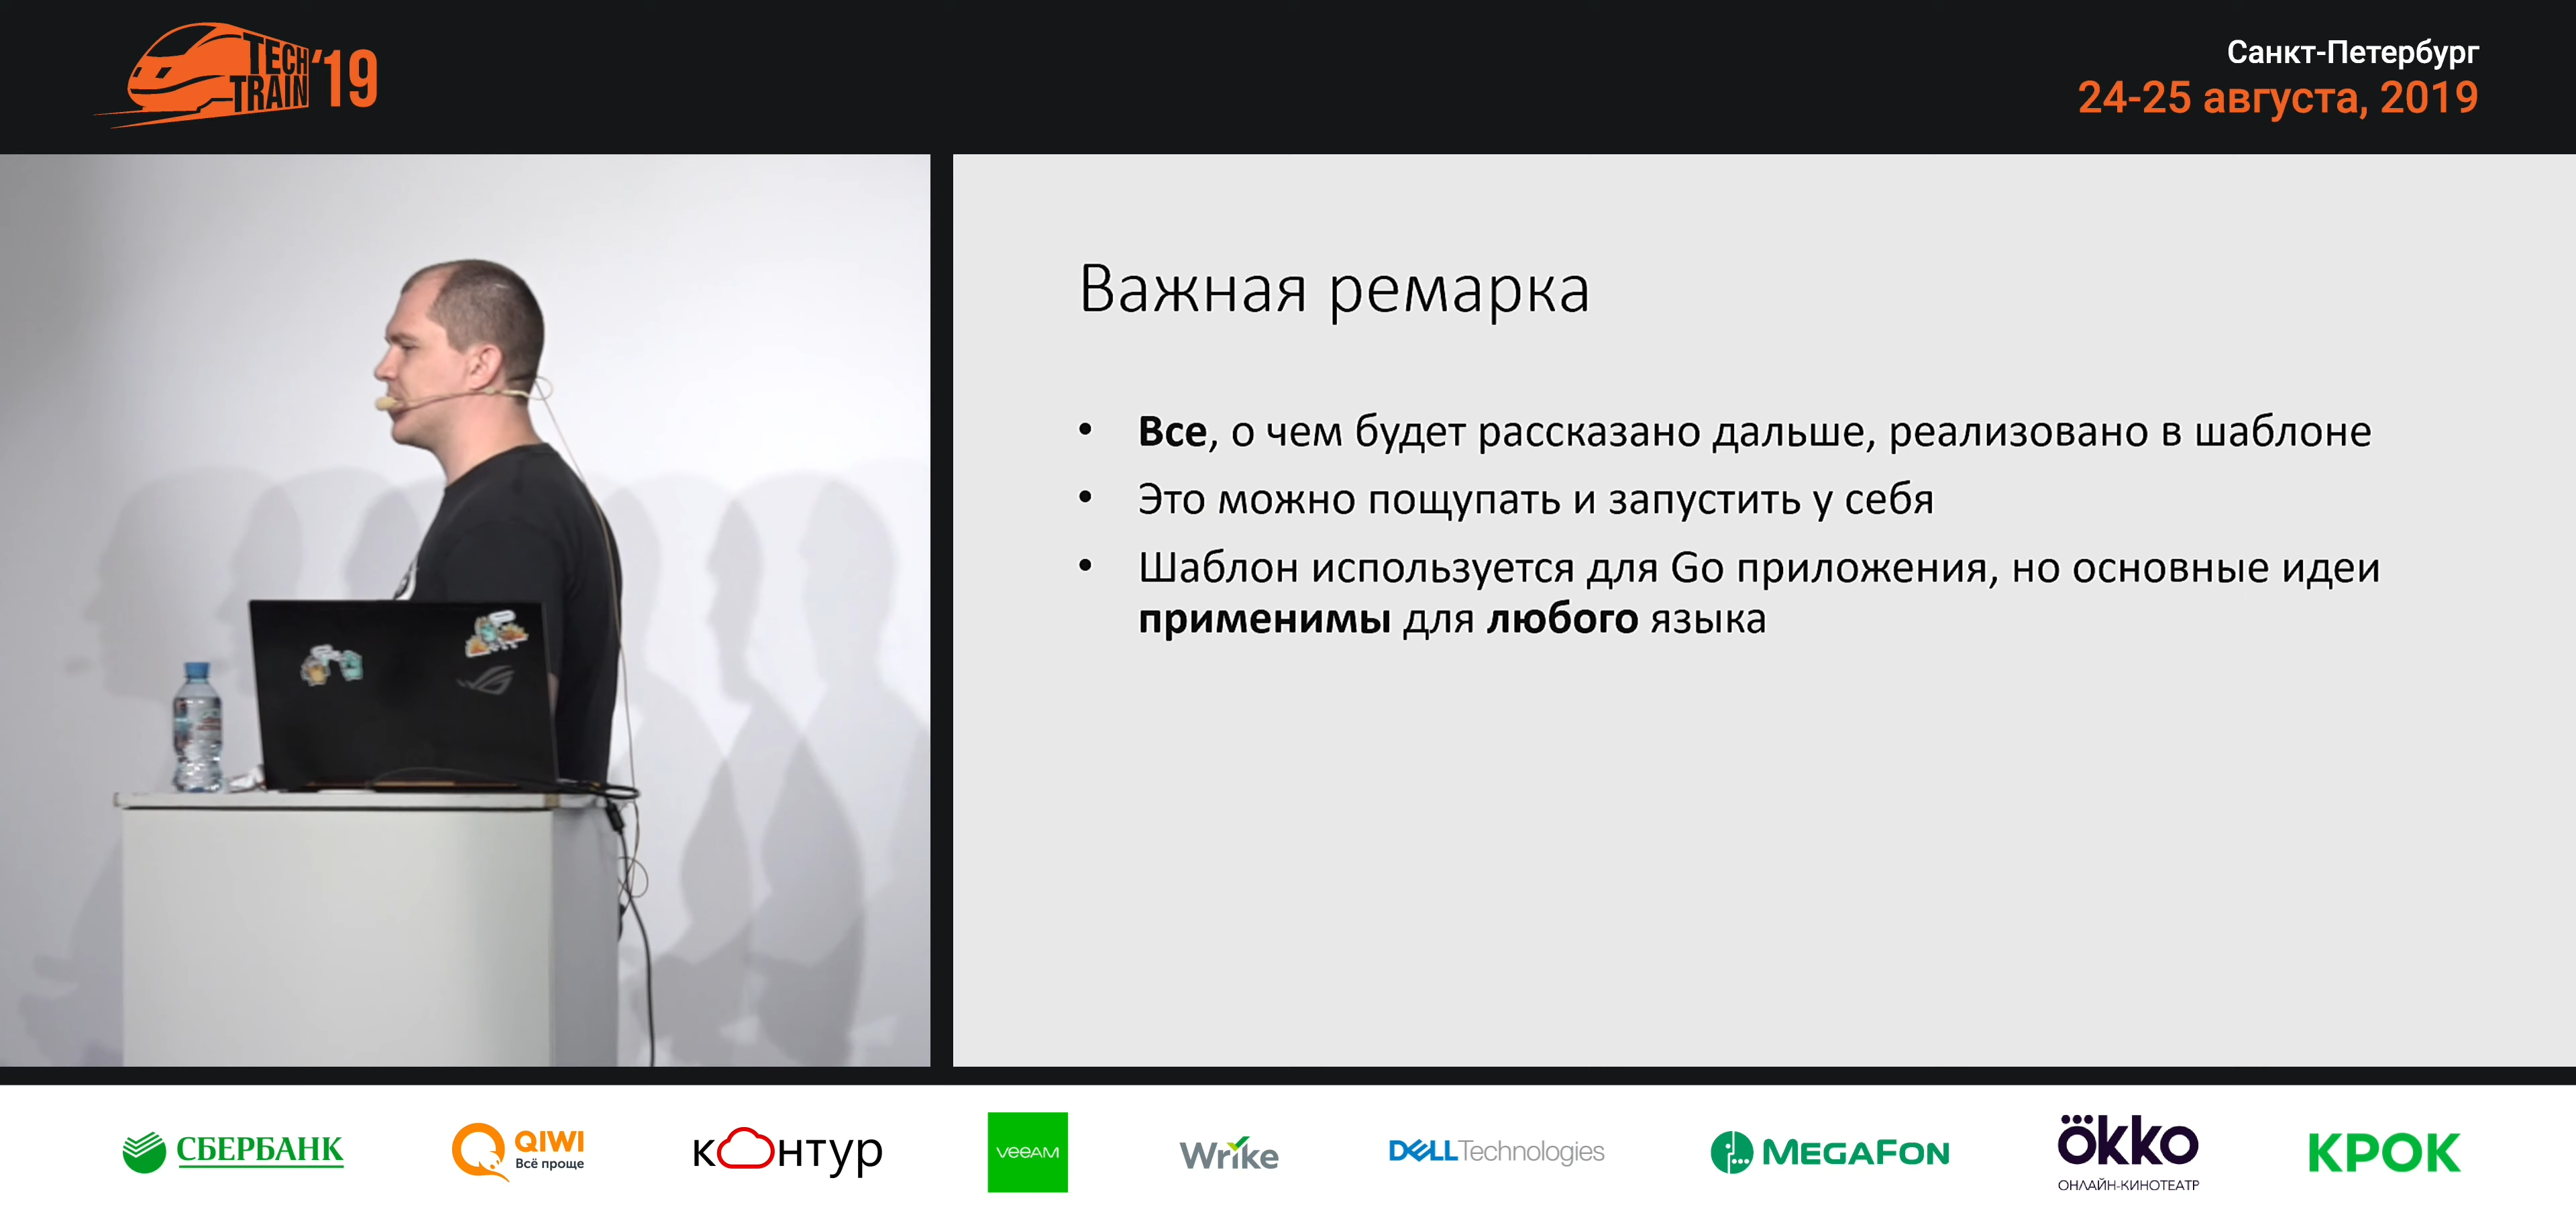 TECH
TRAIN '19
Санкт-Петербург
24-25 августа, 2019
Важная ремарка
• Все, о чем будет рассказано дальше, реализовано в шаблоне
• Это можно пощупать и запустить у себя
• Шаблон используется для Go приложения, но основные идеи
применимы для любого языка
СБЕРБАНК
QIWI
Всё проще
контур
veeAM
Wrike
DELL Technologies
MEGAFON
ökko
ОНЛАЙН-КИНОТЕАТР
КРОК